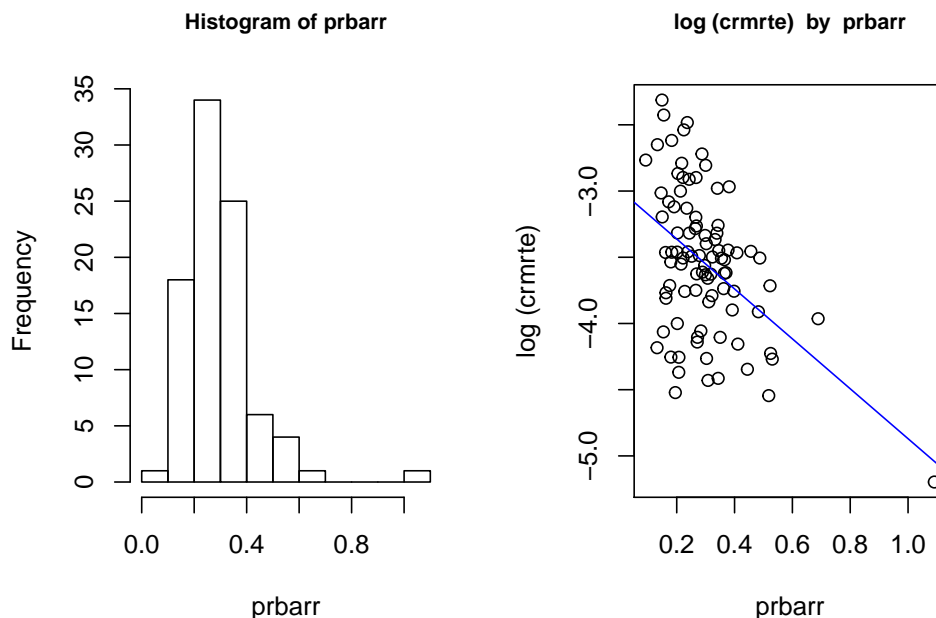 Histogram of prbarr
Frequency
0 5 10 15 20 25 30 35
0.0 0.4 0.8
prbarr
log (crmrte)  by  prbarr
log (crmrte)
−5.0 −4.0 −3.0
0.2 0.4 0.6 0.8 1.0
prbarr